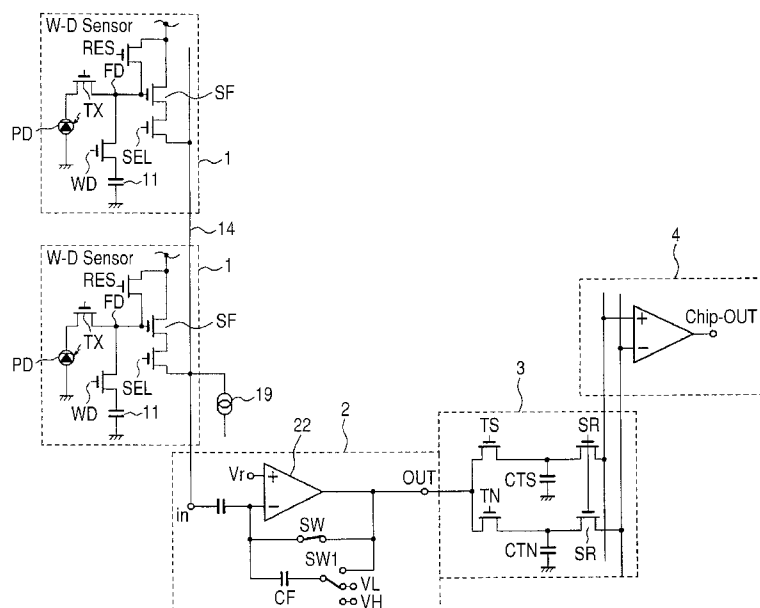 W-D Sensor
RES
FD
SF
TX
PD
SEL
1
WD
11
14
W-D Sensor
1
RES
FD
SF
TX
PD
SEL
WD
11
19
4
Chip-OUT
+
−
3
2
22
TS
SR
Vr
+
−
OUT
CTS
in
TN
SW
SW1
CTN
SR
CF
VL
VH